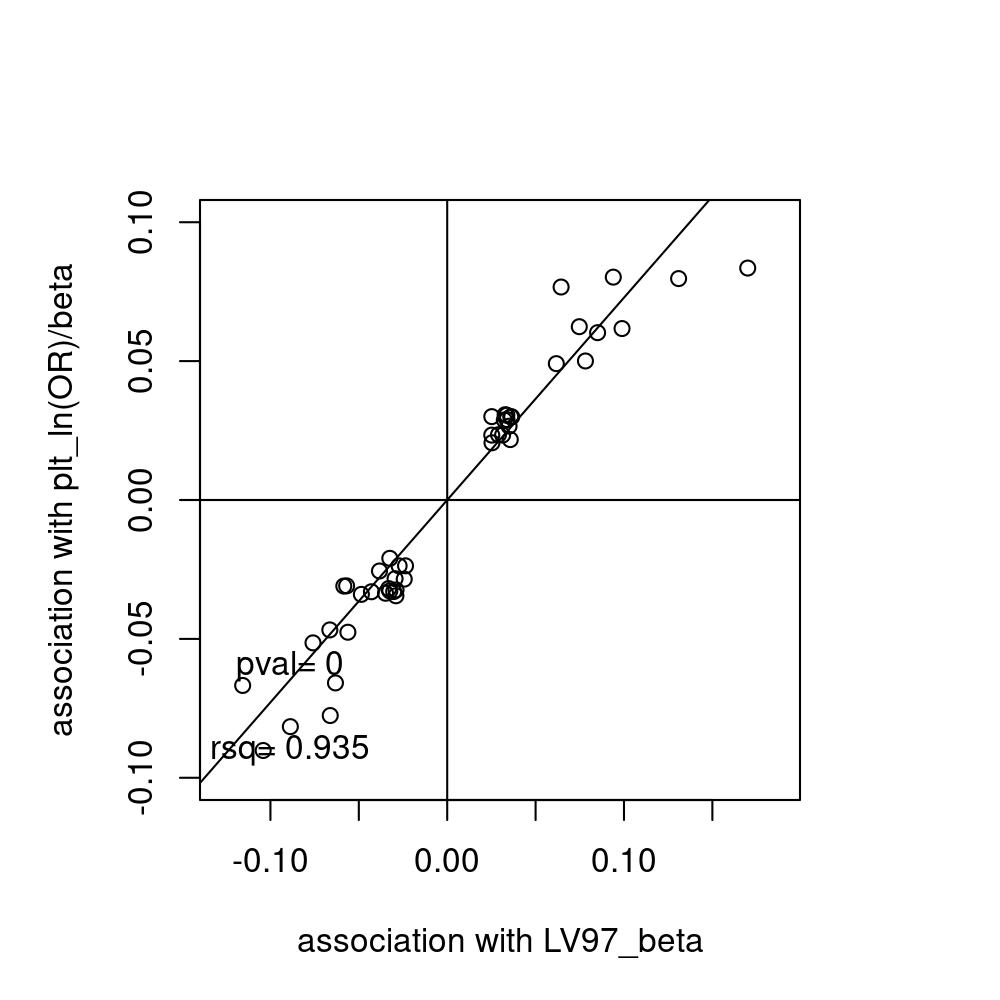 association with plt_ln(OR)/beta
0.10
0.05
0.00
-0.05
-0.10
pval= 0
rsq= 0.935
-0.10 0.00 0.10
association with LV97_beta